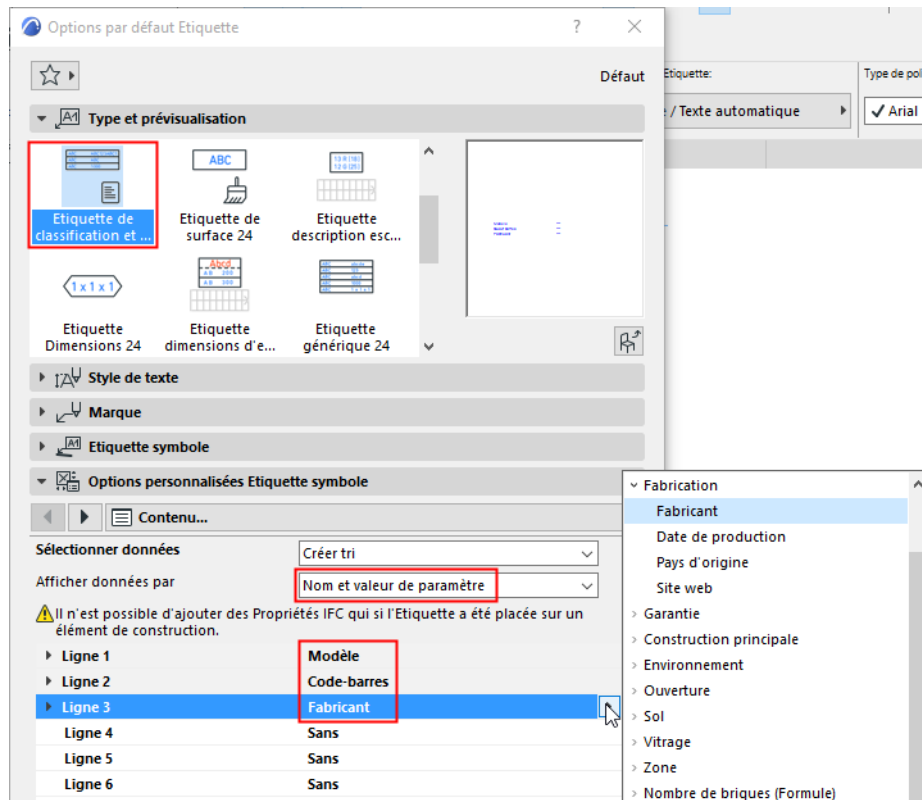 Options par défaut Etiquette
Défaut
Etiquette:
Type de pol
/ Texte automatique
Arial
Type et prévisualisation
Etiquette de classification et ...
ABC
Etiquette de surface 24
Etiquette description esc...
1 x 1 x 1
Etiquette Dimensions 24
Abcd
Etiquette dimensions d'e...
Etiquette générique 24
Style de texte
Marque
Etiquette symbole
Options personnalisées Etiquette symbole
Contenu...
Sélectionner données
Créer tri
Afficher données par
Nom et valeur de paramètre
Il n'est possible d'ajouter des Propriétés IFC qui si l'Etiquette a été placée sur un
élément de construction.
Ligne 1 Modèle
Ligne 2 Code-barres
Ligne 3 Fabricant
Ligne 4 Sans
Ligne 5 Sans
Ligne 6 Sans
Fabrication
Fabricant
Date de production
Pays d'origine
Site web
Garantie
Construction principale
Environnement
Ouverture
Sol
Vitrage
Zone
Nombre de briques (Formule)